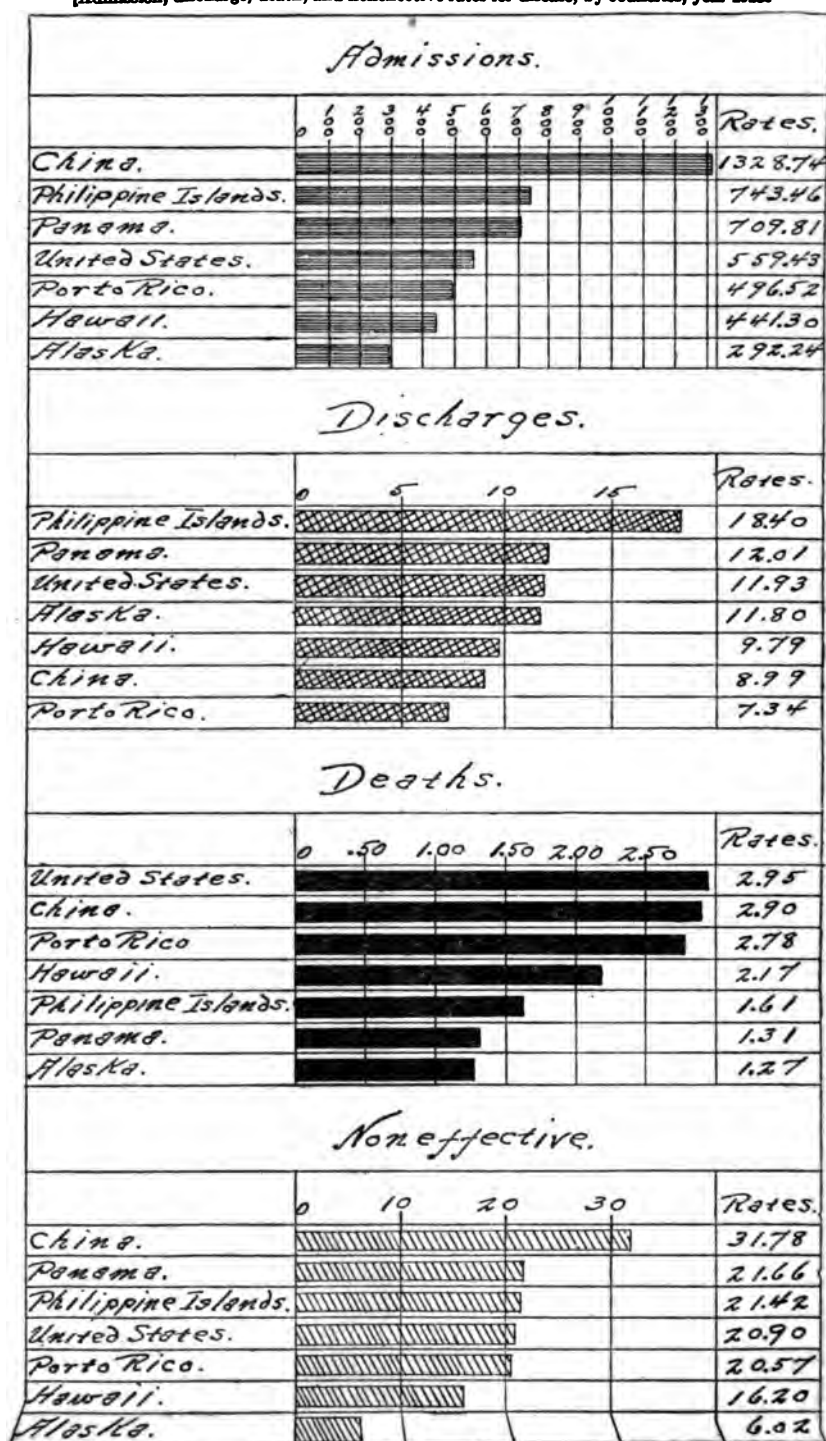 Admissions.
0 100 200 300 400 500 600 700 800 900 1000 1100 1200 1300 Rates.
China. 1328.74
Philippine Islands. 743.46
Panama. 709.81
United States. 559.43
Porto Rico. 496.52
Hawaii. 441.30
Alaska. 292.24
Discharges.
0 5 10 15 Rates.
Philippine Islands. 18.40
Panama. 12.01
United States. 11.93
Alaska. 11.80
Hawaii. 9.79
China. 8.99
Porto Rico. 7.34
Deaths.
0 .50 1.00 1.50 2.00 2.50 Rates.
United States. 2.95
China. 2.90
Porto Rico 2.78
Hawaii. 2.17
Philippine Islands. 1.61
Panama. 1.31
Alaska. 1.27
Noneffective.
0 10 20 30 Rates.
China. 31.78
Panama. 21.66
Philippine Islands. 21.42
United States. 20.90
Porto Rico. 20.57
Hawaii. 16.20
Alaska. 6.02